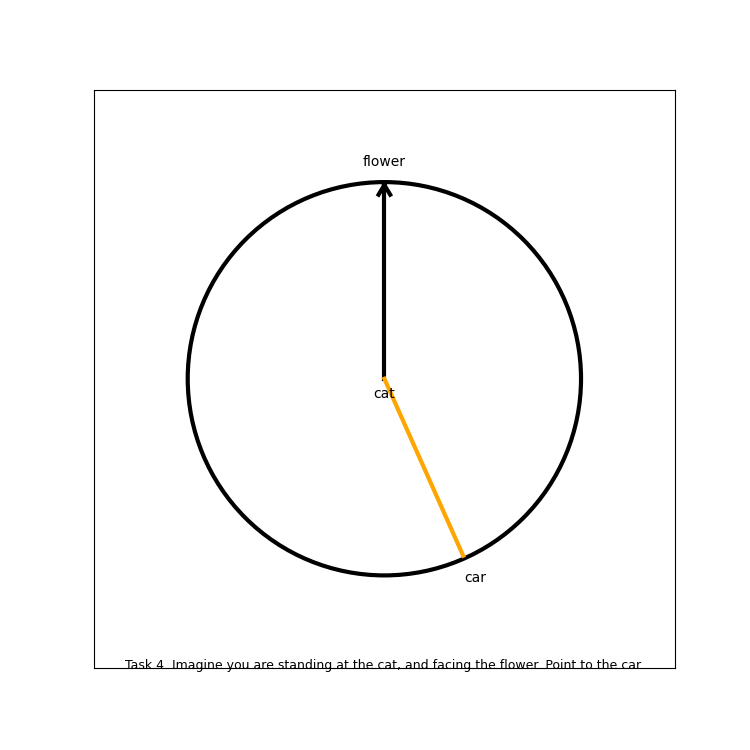 flower
cat
car
Task 4. Imagine you are standing at the cat, and facing the flower. Point to the car.